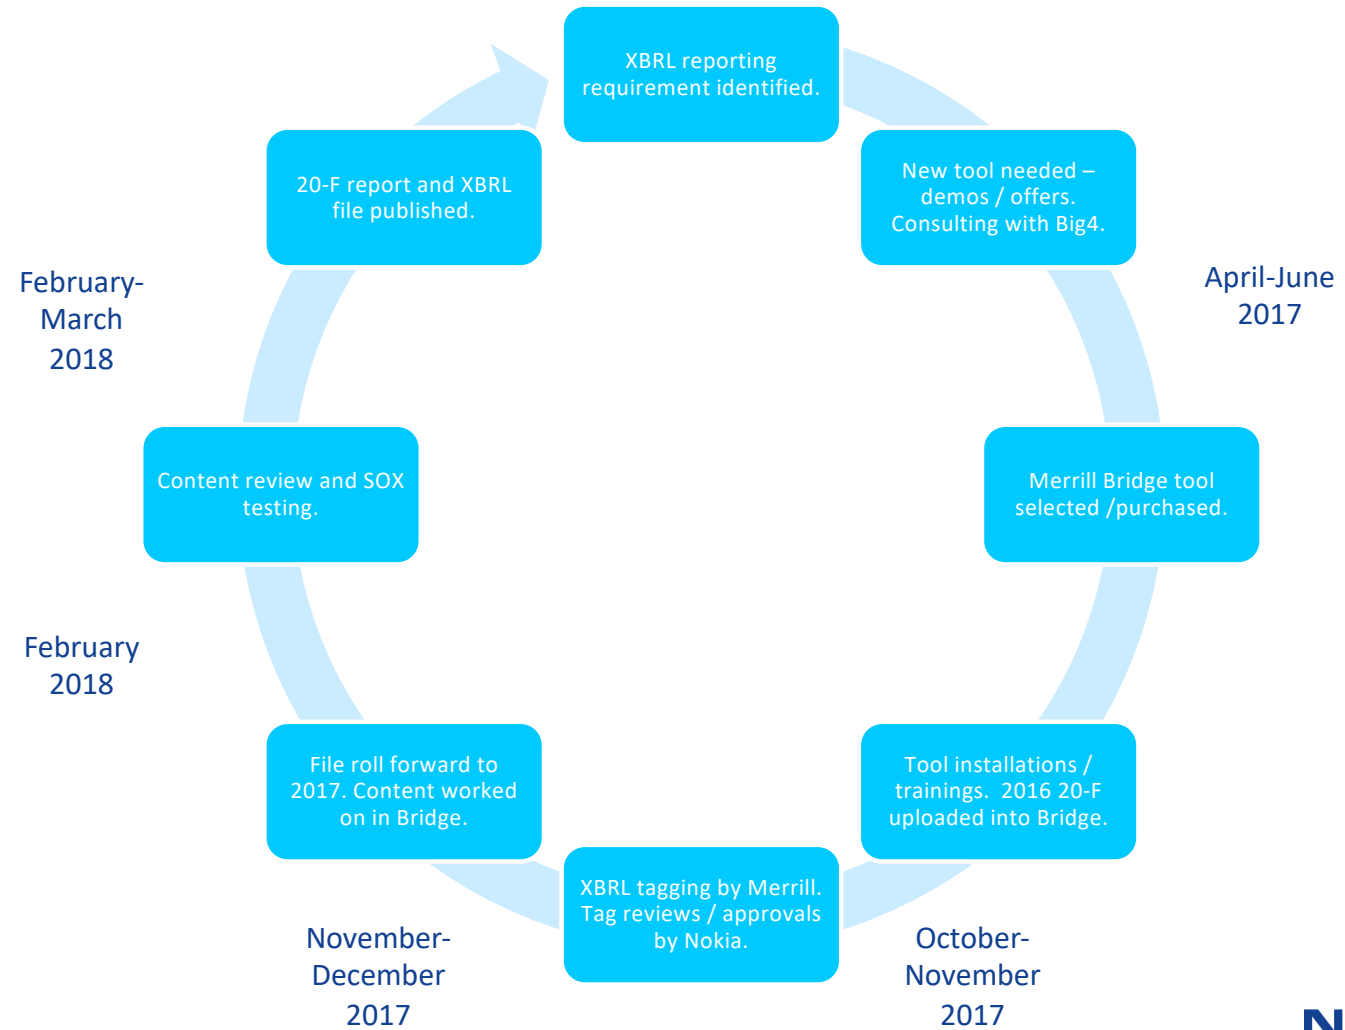 XBRL reporting
requirement identified.
New tool needed –
demos / offers.
Consulting with Big4.
April-June
2017
Merrill Bridge tool
selected /purchased.
Tool installations /
trainings.  2016 20-F
uploaded into Bridge.
October-
November
2017
XBRL tagging by Merrill.
Tag reviews / approvals
by Nokia.
November-
December
2017
File roll forward to
2017. Content worked
on in Bridge.
February
2018
Content review and SOX
testing.
February-
March
2018
20-F report and XBRL
file published.